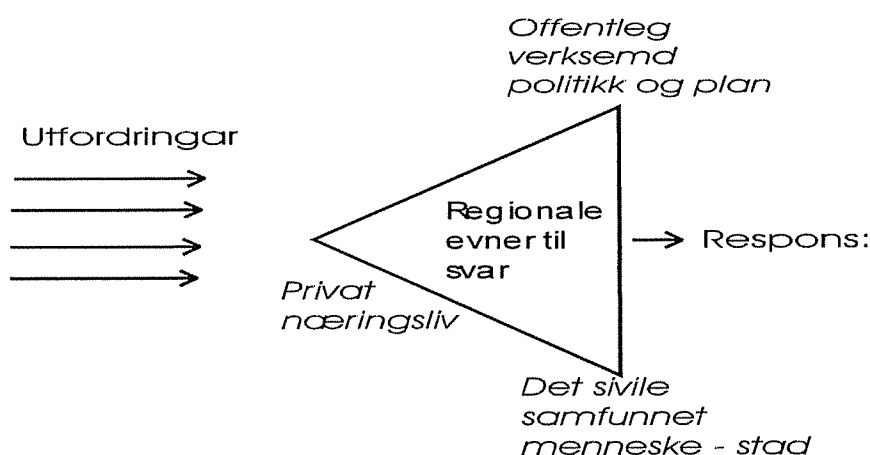 Offentleg
verksemd
politikk og plan
Utfordringar
Regionale
evner til
svar
Respons:
Privat
næringsliv
Det sivile
samfunnet
menneske - stad